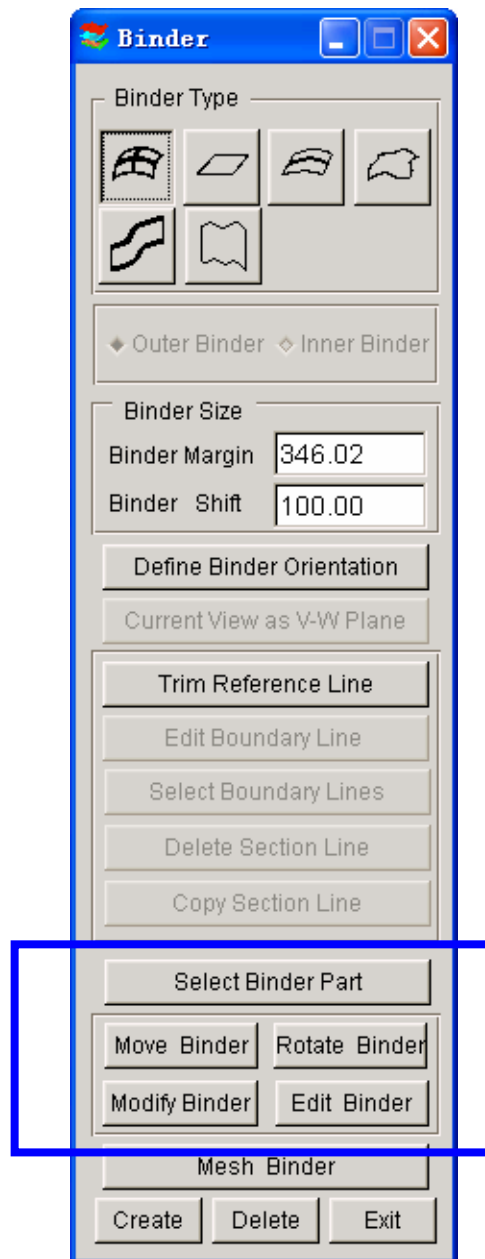 Binder
Binder Type
Outer Binder Inner Binder
Binder Size
Binder Margin 346.02
Binder Shift 100.00
Define Binder Orientation
Current View as V-W Plane
Trim Reference Line
Edit Boundary Line
Select Boundary Lines
Delete Section Line
Copy Section Line
Select Binder Part
Move Binder Rotate Binder
Modify Binder Edit Binder
Mesh Binder
Create Delete Exit